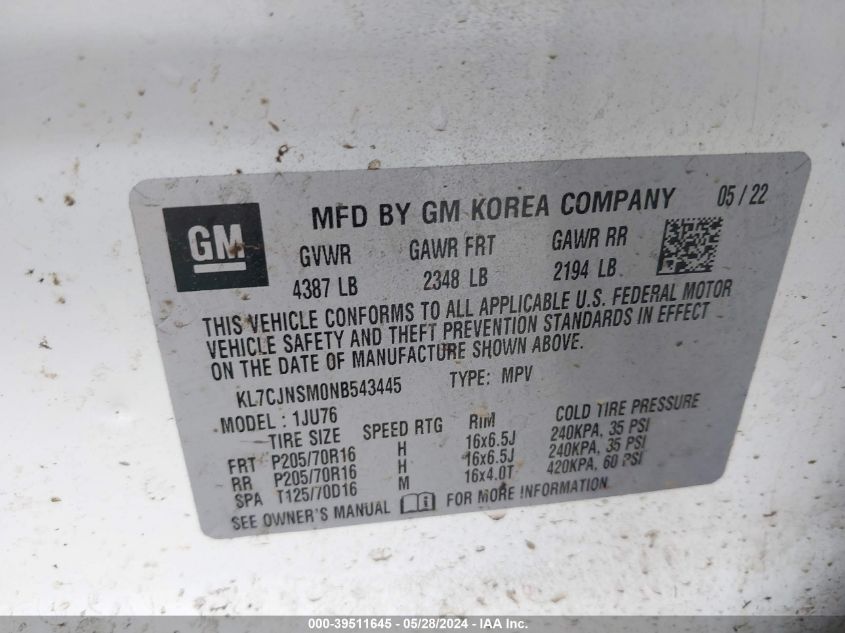 GM
MFD BY GM KOREA COMPANY 05/22
GVWR GAWR FRT GAWR RR
4387 LB 2348 LB 2194 LB
THIS VEHICLE CONFORMS TO ALL APPLICABLE U.S. FEDERAL MOTOR
VEHICLE SAFETY AND THEFT PREVENTION STANDARDS IN EFFECT
ON THE DATE OF MANUFACTURE SHOWN ABOVE.
KL7CJNSM0NB543445 TYPE: MPV
MODEL: 1JU76
TIRE SIZE SPEED RTG RIM COLD TIRE PRESSURE
FRT P205/70R16 H 16x6.5J 240KPA, 35 PSI
RR P205/70R16 H 16x6.5J 240KPA, 35 PSI
SPA T125/70D16 M 16x4.0T 420KPA, 60 PSI
SEE OWNER'S MANUAL FOR MORE INFORMATION
000-39511645 / 05/28/2024 - IAA Inc.